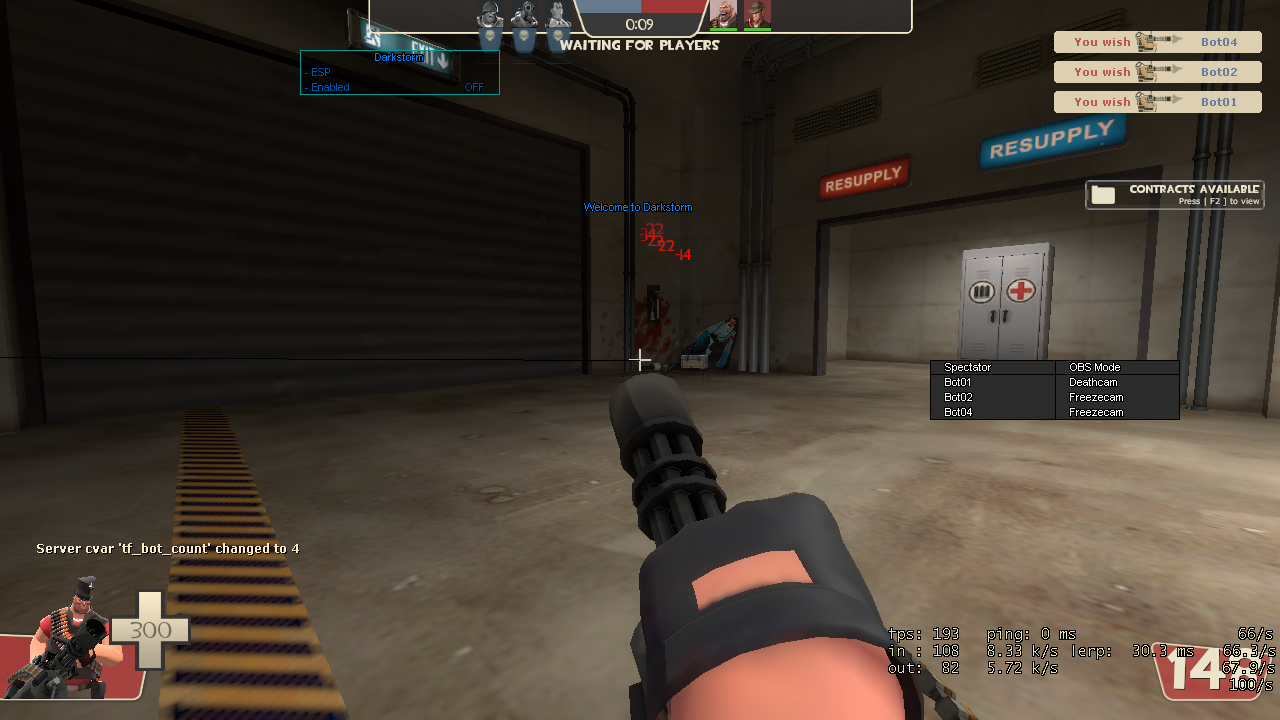 0:09
WAITING FOR PLAYERS
EXIT
Darkstorm
- ESP
- Enabled OFF
You wish Bot04
You wish Bot02
You wish Bot01
RESUPPLY
RESUPPLY
CONTRACTS AVAILABLE
Press [ F2 ] to view
Welcome to Darkstorm
-22
22
-14
Spectator OBS Mode
Bot01 Deathcam
Bot02 Freezecam
Bot04 Freezecam
Server cvar 'tf_bot_count' changed to 4
300
fps: 193 ping: 0 ms 66/s
in : 108 8.33 k/s lerp: 30.3 ms 66.3/s
out: 82 5.72 k/s 67.9/s
100/s